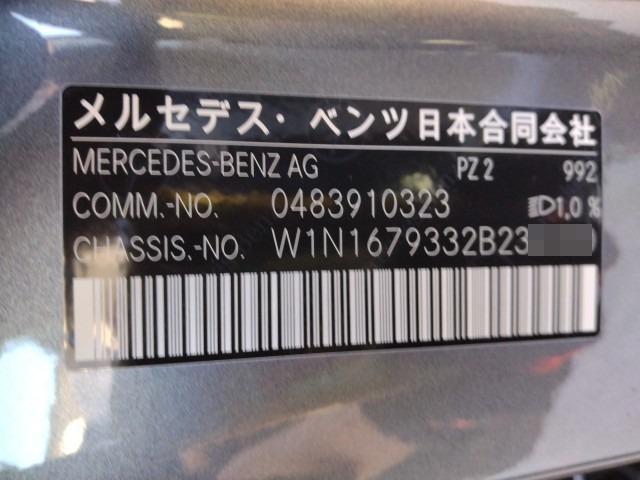 メルセデス・ベンツ日本合同会社
MERCEDES-BENZ AG PZ 2 992
COMM.-NO. 0483910323 1,0 %
CHASSIS.-NO. W1N1679332B23